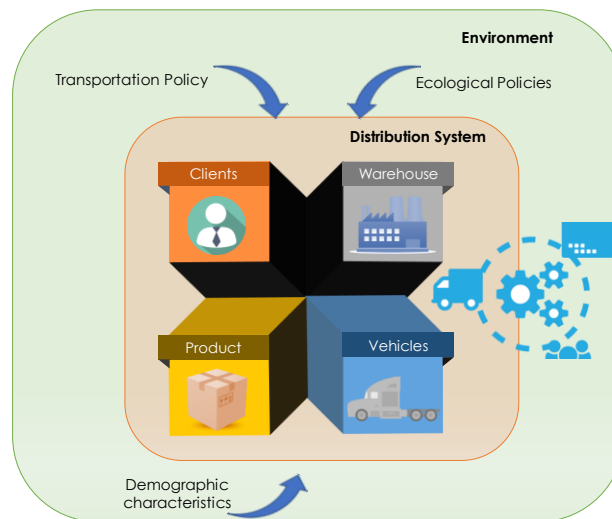 Environment
Transportation Policy
Ecological Policies
Distribution System
Clients
Warehouse
Product
Vehicles
Demographic
characteristics